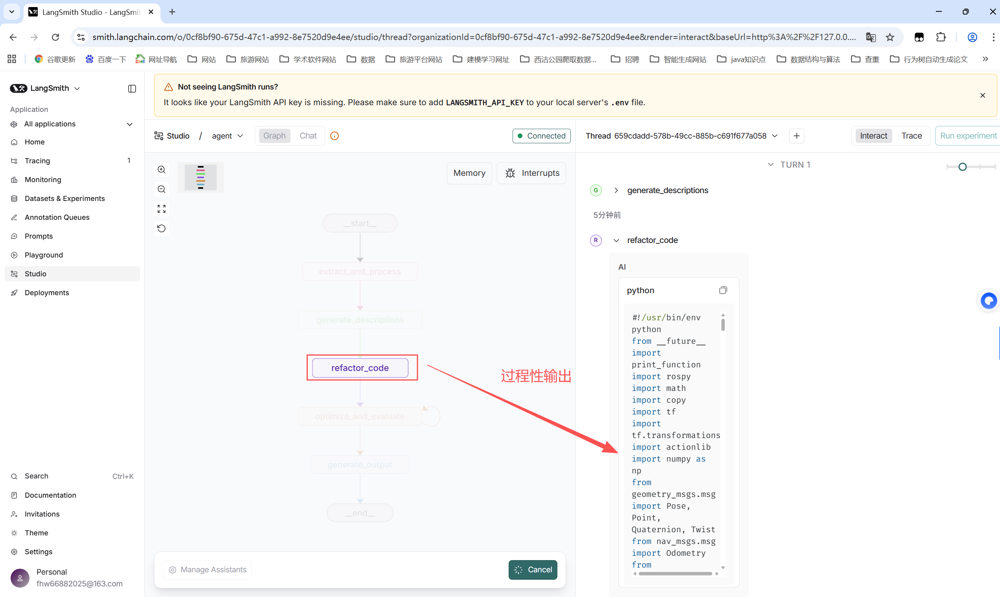 LangSmith Studio - LangSmit
smith.langchain.com/o/0cf8bf90-675d-47c1-a992-8e7520d9e4ee/studio/thread?organizationId=0cf8bf90-675d-47c1-a992-8e7520d9e4ee&render=interact&baseUrl=http%3A%2F%2F127.0.0....
谷歌更新 百度一下 网址导航 网站 旅游网站 学术软件网站 数据 旅游平台网站 建模学习网址 西沽公园爬取数据... 招聘 智能生成网站 java知识点 数据结构与算法 查重 行为树自动生成论文 »
LangSmith
Application
All applications
Home
Tracing 1
Monitoring
Datasets & Experiments
Annotation Queues
Prompts
Playground
Studio
Deployments
Search Ctrl+K
Documentation
Invitations
Theme
Settings
Personal
fhw66882025@163.com
Not seeing LangSmith runs?
It looks like your LangSmith API key is missing. Please make sure to add LANGSMITH_API_KEY to your local server's .env file.
Studio / agent Graph Chat Connected
Memory Interrupts
__start__
extract_and_process
generate_descriptions
refactor_code
optimize_and_evaluate
generate_output
__end__
过程性输出
Manage Assistants Cancel
Thread 659cdadd-578b-49cc-885b-c691f677a058 + Interact Trace Run experiment
TURN 1
G generate_descriptions
5分钟前
R refactor_code
AI
python
#!/usr/bin/env
python
from __future__
import
print_function
import rospy
import math
import copy
import tf
import
tf.transformations
import actionlib
import numpy as
np
from
geometry_msgs.msg
import Pose,
Point,
Quaternion, Twist
from nav_msgs.msg
import Odometry
from